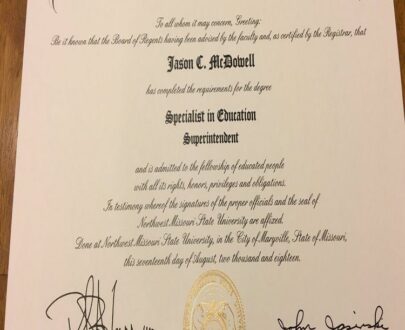 To all whom it may concern, Greeting:
Be it known that the Board of Regents having been advised by the faculty and, as certified by the Registrar, that
Jason C. McDowell
has completed the requirements for the degree
Specialist in Education
Superintendent
and is admitted to the fellowship of educated people
with all its rights, honors, privileges and obligations.
In testimony whereof the signatures of the proper officials and the seal of
Northwest Missouri State University are affixed.
Done at Northwest Missouri State University, in the City of Maryville, State of Missouri,
this seventeenth day of August, two thousand and eighteen.
John